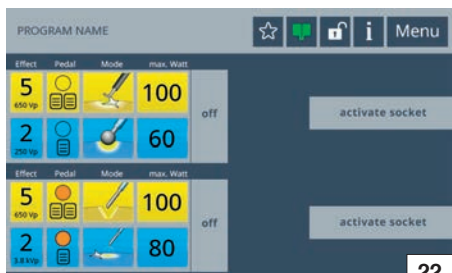 PROGRAM NAME Menu
Effect Pedal Mode max. Watt
5 650 Vp 100
off activate socket
2 250 Vp 60
Effect Pedal Mode max. Watt
5 650 Vp 100
off activate socket
2 3.8 kVp 80
22